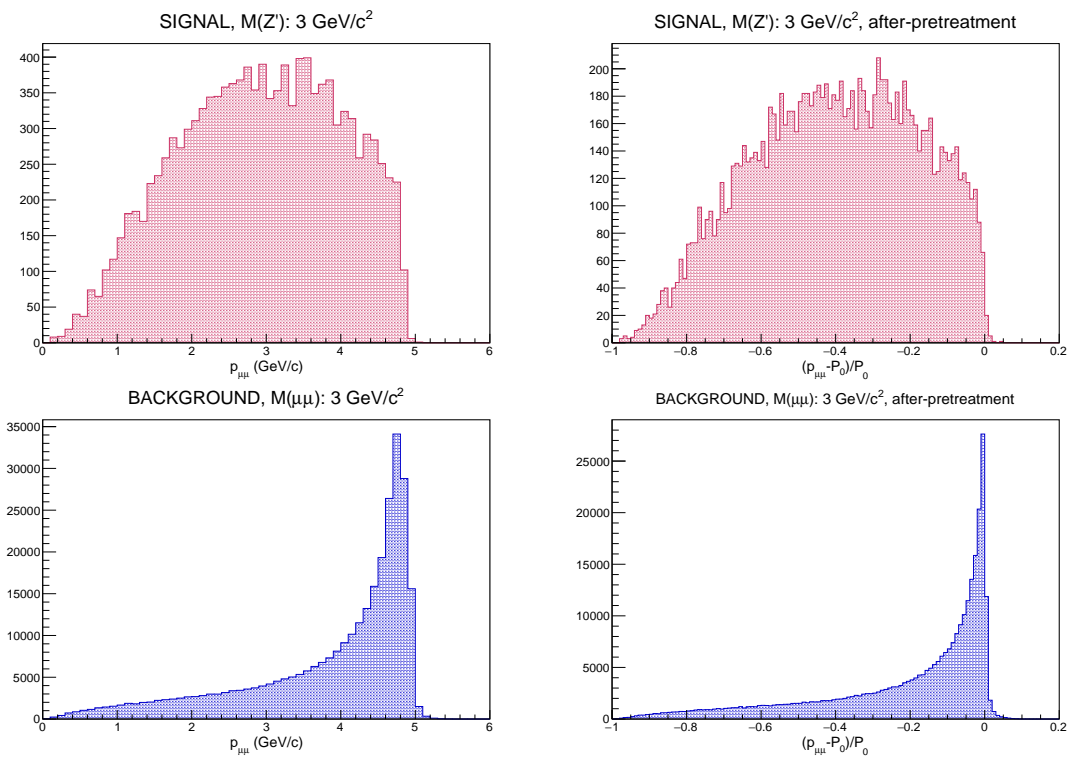 SIGNAL, M(Z'): 3 GeV/c²
400
350
300
250
200
150
100
50
0
0 1 2 3 4 5 6
p_μμ (GeV/c)
SIGNAL, M(Z'): 3 GeV/c², after-pretreatment
200
180
160
140
120
100
80
60
40
20
0
−1 −0.8 −0.6 −0.4 −0.2 0 0.2
(p_μμ-P_0)/P_0
BACKGROUND, M(μμ): 3 GeV/c²
35000
30000
25000
20000
15000
10000
5000
0
0 1 2 3 4 5 6
p_μμ (GeV/c)
BACKGROUND, M(μμ): 3 GeV/c², after-pretreatment
25000
20000
15000
10000
5000
0
−1 −0.8 −0.6 −0.4 −0.2 0 0.2
(p_μμ-P_0)/P_0